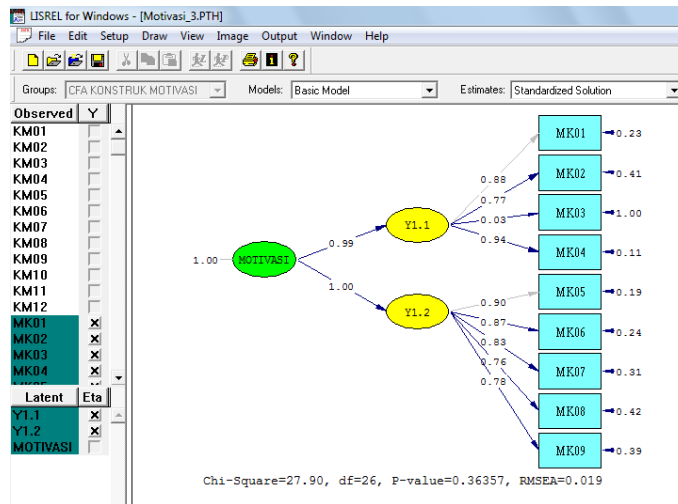 LISREL for Windows - [Motivasi_3.PTH]
File Edit Setup Draw View Image Output Window Help
Groups: CFA KONSTRUK MOTIVASI Models: Basic Model Estimates: Standardized Solution
Observed Y
KM01
KM02
KM03
KM04
KM05
KM06
KM07
KM08
KM09
KM10
KM11
KM12
MK01
MK02
MK03
MK04
Latent Eta
Y1.1
Y1.2
MOTIVASI
1.00
MOTIVASI
0.99
1.00
Y1.1
Y1.2
0.88
0.77
0.03
0.94
0.90
0.87
0.83
0.76
0.78
MK01 0.23
MK02 0.41
MK03 1.00
MK04 0.11
MK05 0.19
MK06 0.24
MK07 0.31
MK08 0.42
MK09 0.39
Chi-Square=27.90, df=26, P-value=0.36357, RMSEA=0.019